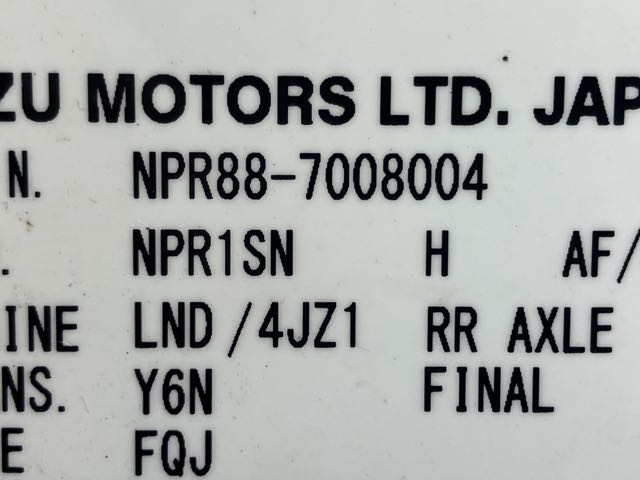 ZU MOTORS LTD. JAP
N. NPR88-7008004
. NPR1SN H AF/
INE LND/4JZ1 RR AXLE
NS. Y6N FINAL
E FQJ